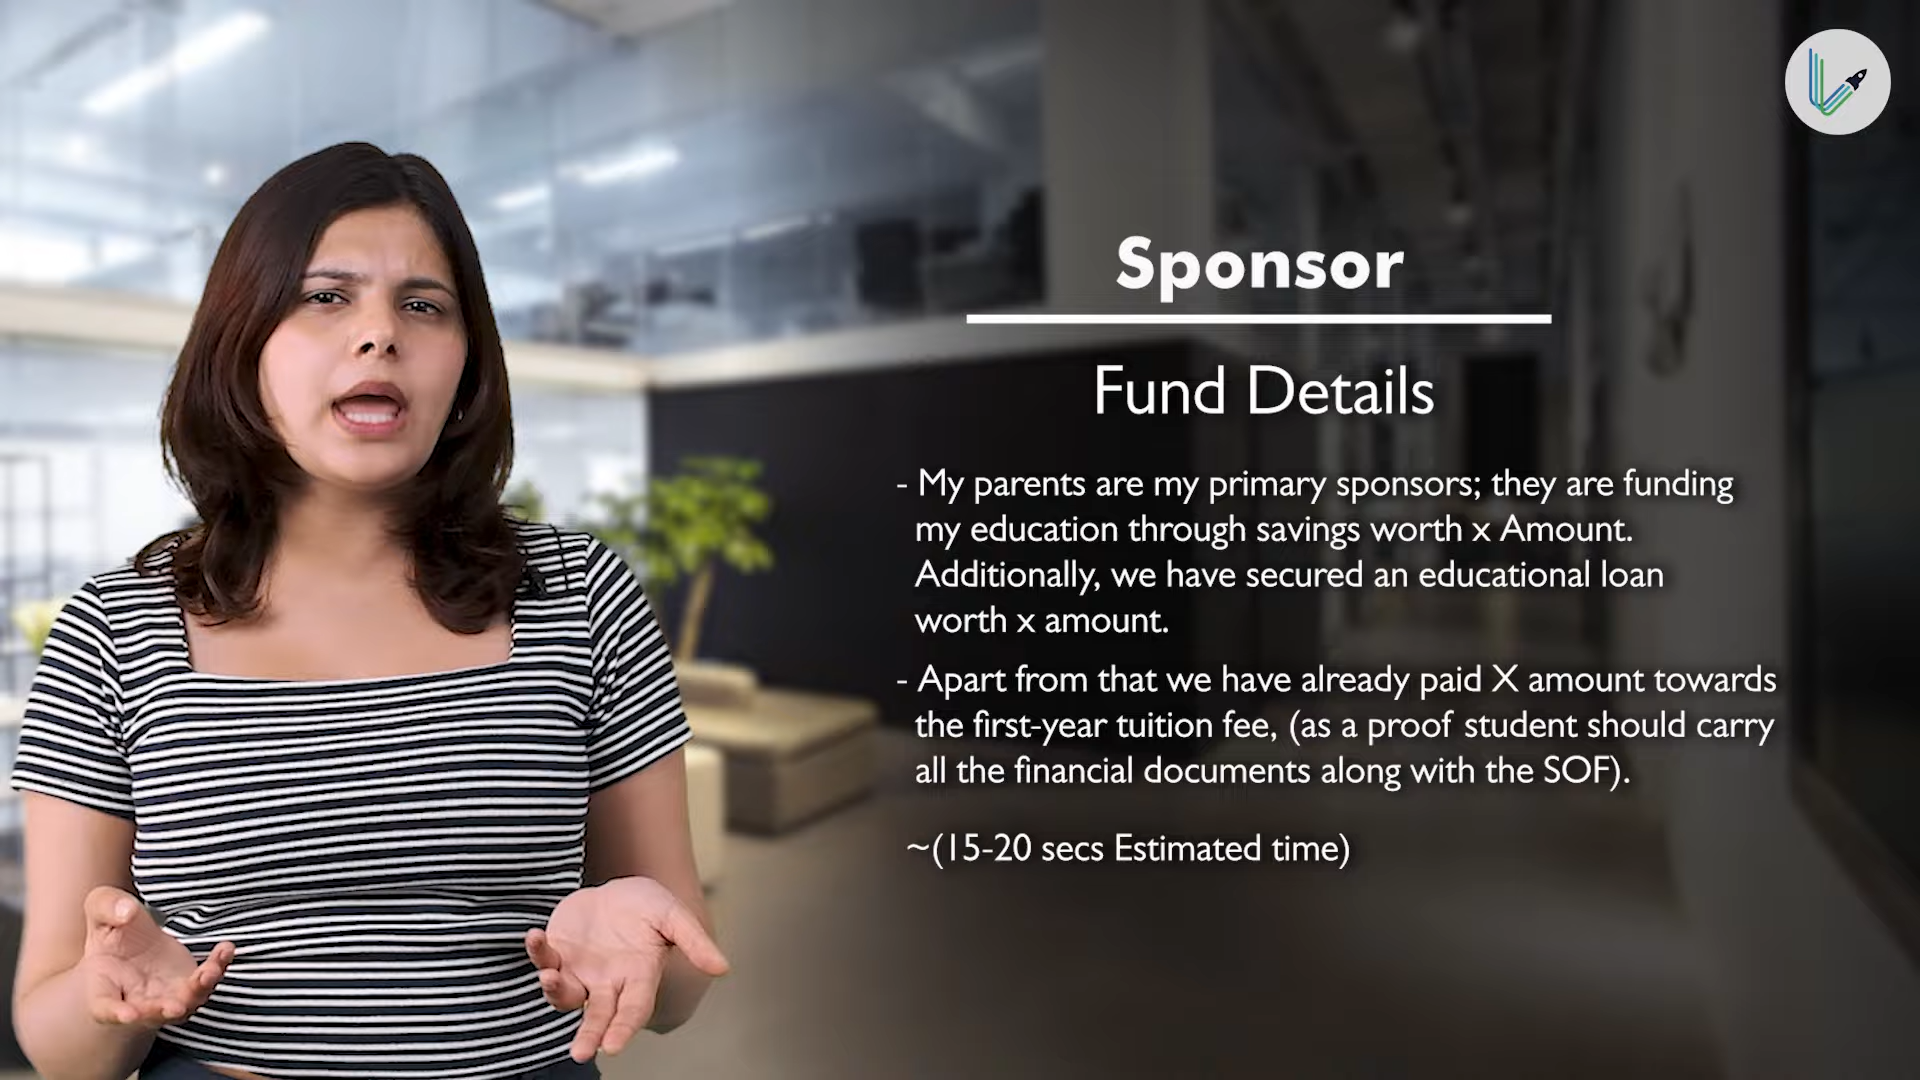 Sponsor
Fund Details
- My parents are my primary sponsors; they are funding
my education through savings worth x Amount.
Additionally, we have secured an educational loan
worth x amount.
- Apart from that we have already paid X amount towards
the first-year tuition fee, (as a proof student should carry
all the financial documents along with the SOF).
~(15-20 secs Estimated time)